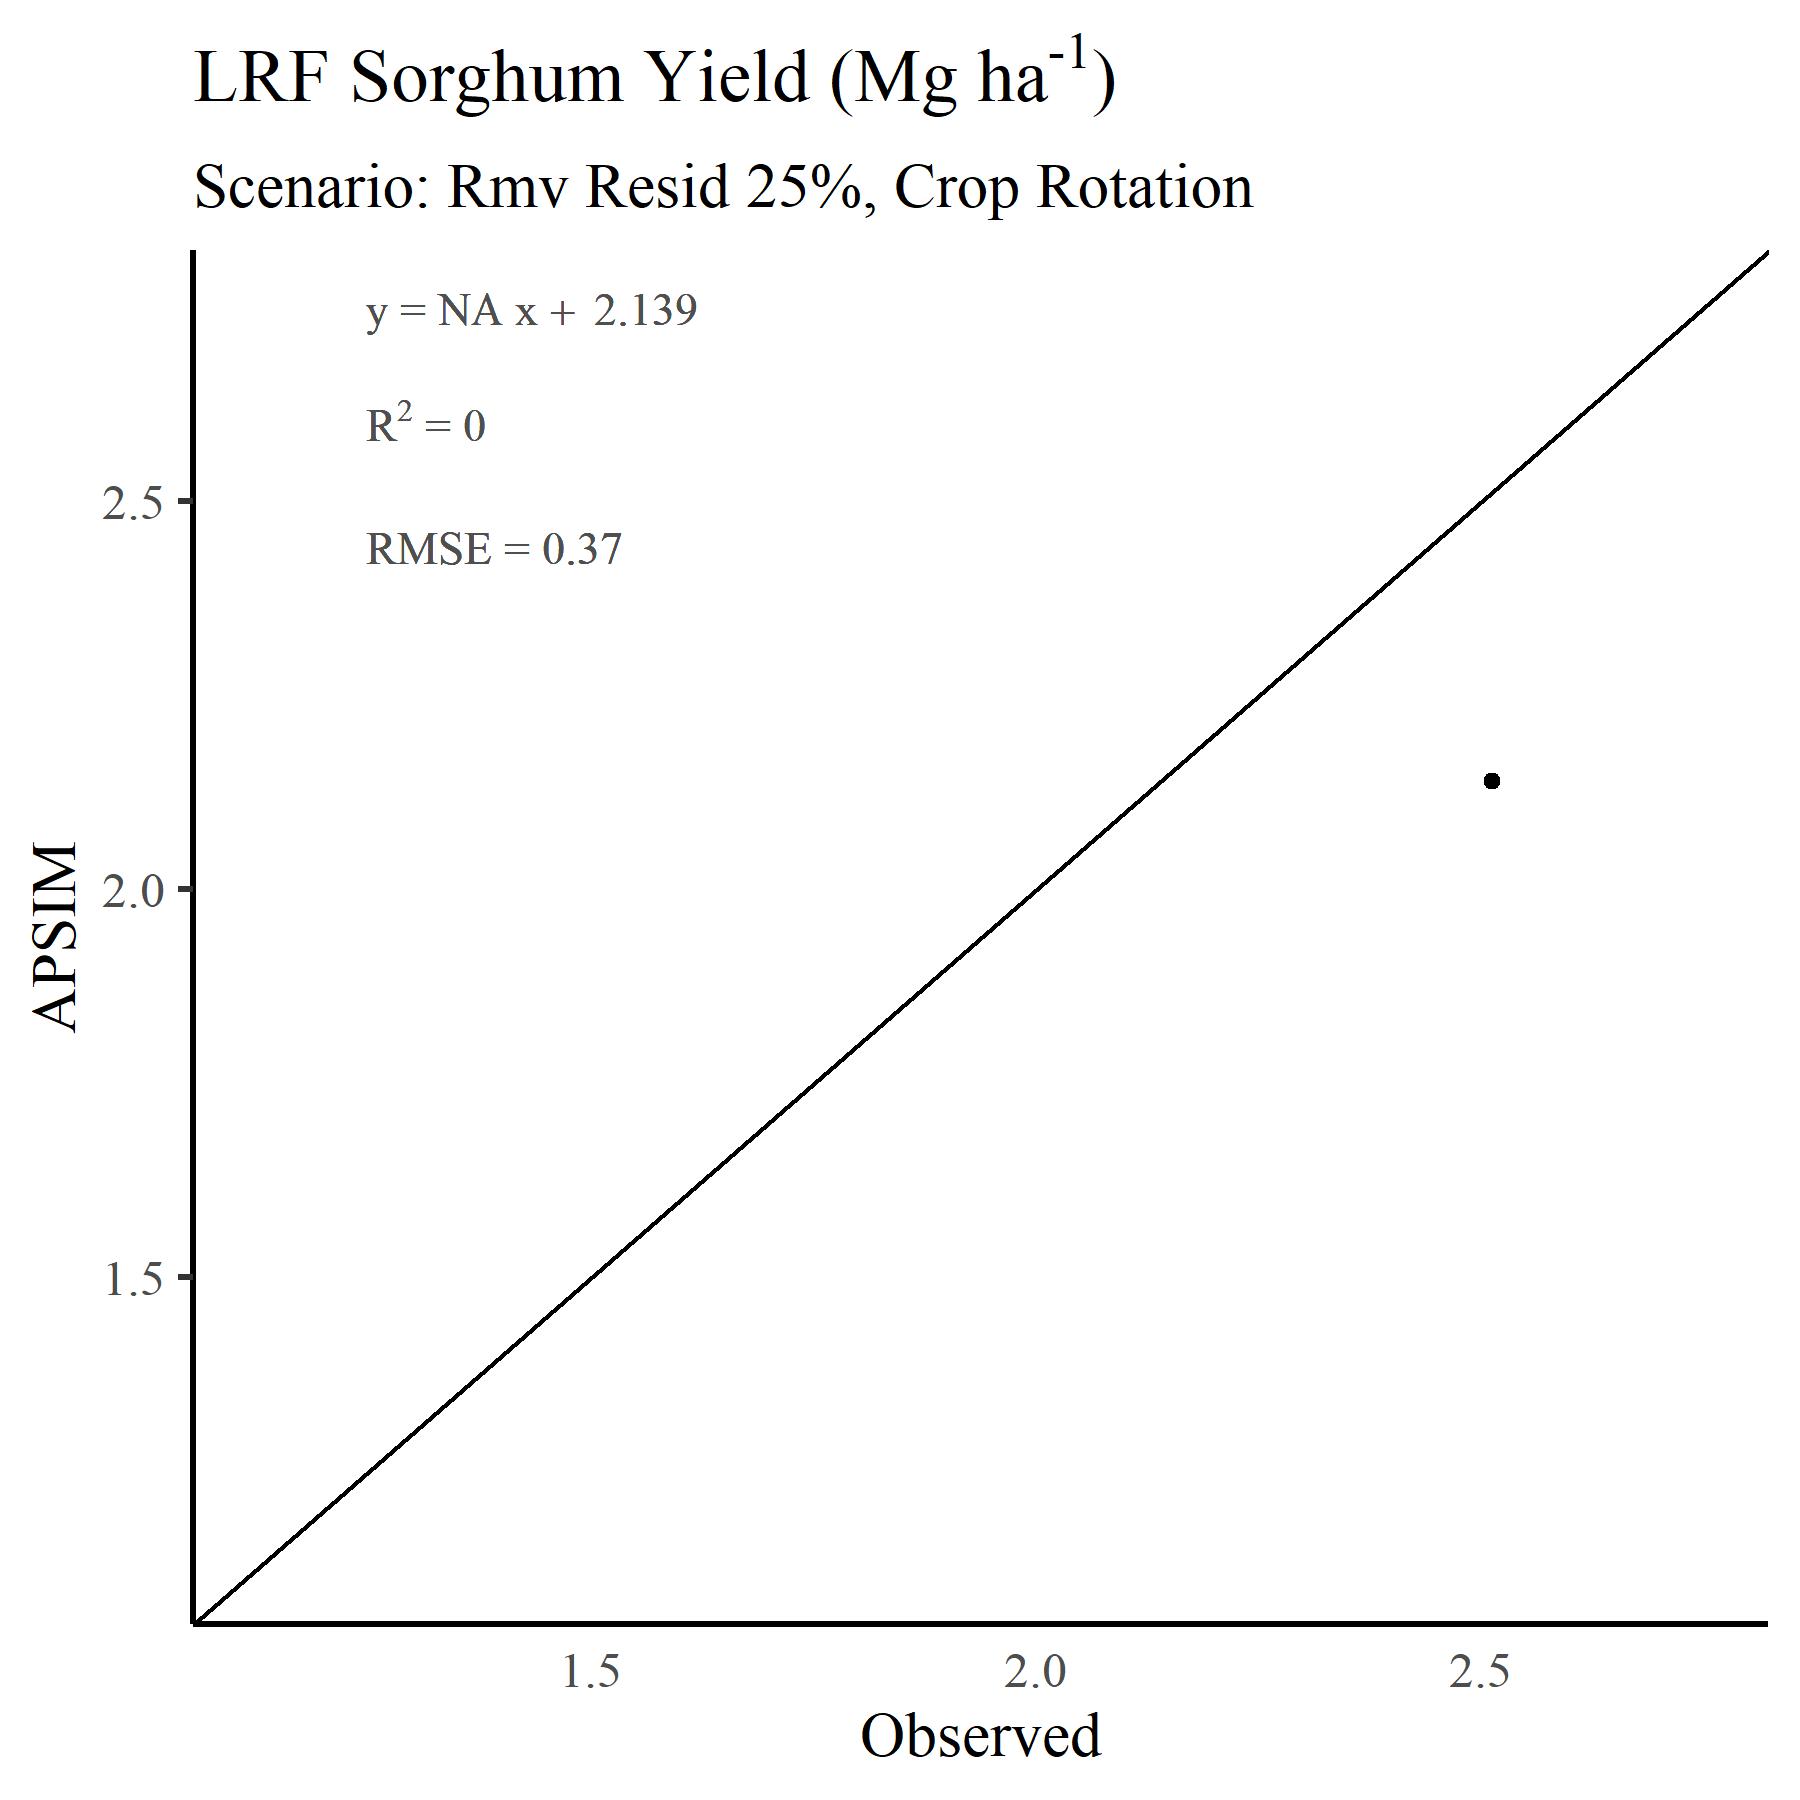 LRF Sorghum Yield (Mg ha⁻¹)
Scenario: Rmv Resid 25%, Crop Rotation
y = NA x + 2.139
R² = 0
RMSE = 0.37
2.5
2.0
1.5
APSIM
1.5 2.0 2.5
Observed